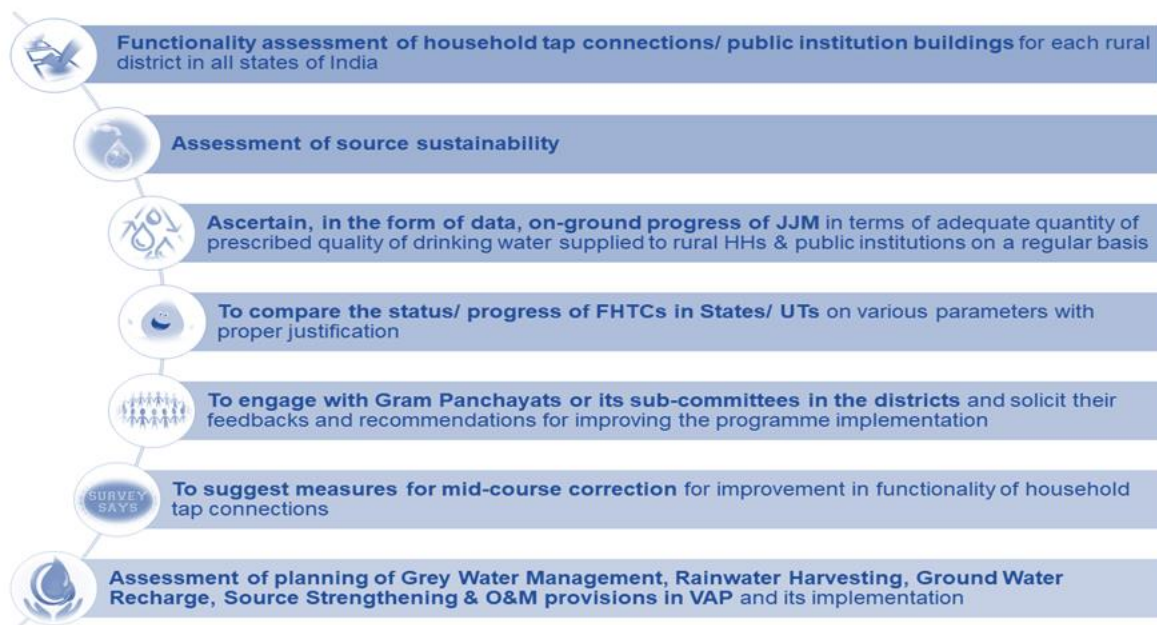 Functionality assessment of household tap connections/ public institution buildings for each rural
district in all states of India
Assessment of source sustainability
Ascertain, in the form of data, on-ground progress of JJM in terms of adequate quantity of
prescribed quality of drinking water supplied to rural HHs & public institutions on a regular basis
To compare the status/ progress of FHTCs in States/ UTs on various parameters with
proper justification
To engage with Gram Panchayats or its sub-committees in the districts and solicit their
feedbacks and recommendations for improving the programme implementation
SURVEY
SAYS
To suggest measures for mid-course correction for improvement in functionality of household
tap connections
Assessment of planning of Grey Water Management, Rainwater Harvesting, Ground Water
Recharge, Source Strengthening & O&M provisions in VAP and its implementation